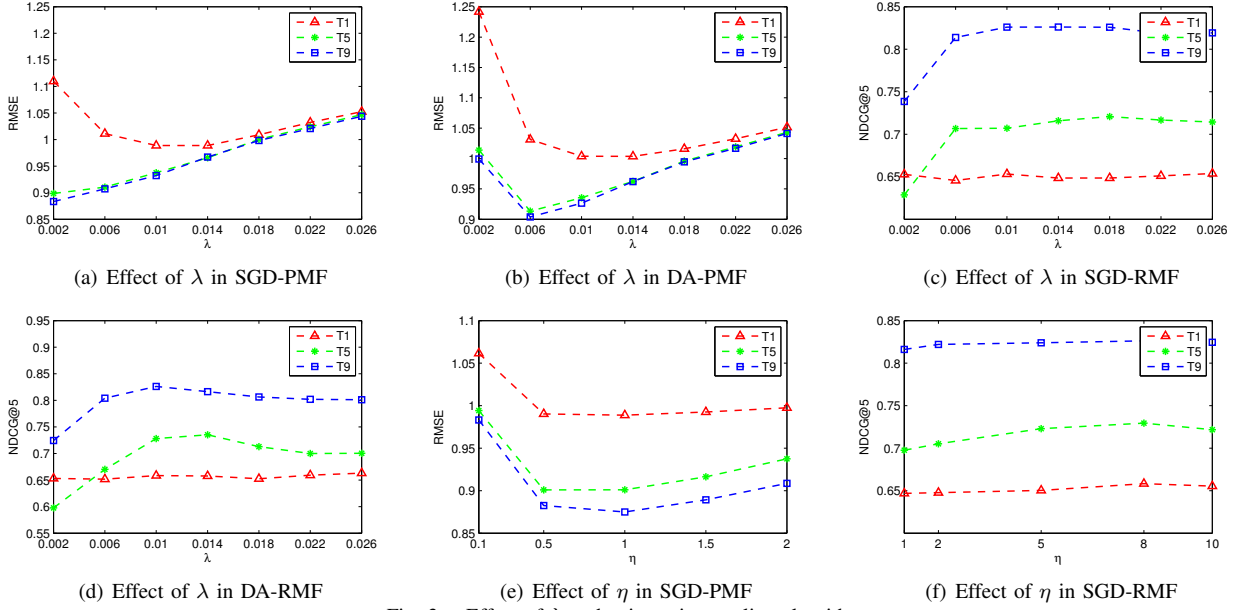 1.25
1.2
1.15
1.1
1.05
1
0.95
0.9
0.85
RMSE
0.002 0.006 0.01 0.014 0.018 0.022 0.026
λ
T1
T5
T9
(a) Effect of λ in SGD-PMF
1.25
1.2
1.15
1.1
1.05
1
0.95
0.9
RMSE
0.002 0.006 0.01 0.014 0.018 0.022 0.026
λ
T1
T5
T9
(b) Effect of λ in DA-PMF
0.85
0.8
0.75
0.7
0.65
NDCG@5
0.002 0.006 0.01 0.014 0.018 0.022 0.026
λ
T1
T5
T9
(c) Effect of λ in SGD-RMF
0.95
0.9
0.85
0.8
0.75
0.7
0.65
0.6
0.55
NDCG@5
0.002 0.006 0.01 0.014 0.018 0.022 0.026
λ
T1
T5
T9
(d) Effect of λ in DA-RMF
1.1
1.05
1
0.95
0.9
0.85
RMSE
0.1 0.5 1 1.5 2
η
T1
T5
T9
(e) Effect of η in SGD-PMF
0.85
0.8
0.75
0.7
0.65
NDCG@5
1 2 5 8 10
η
T1
T5
T9
(f) Effect of η in SGD-RMF